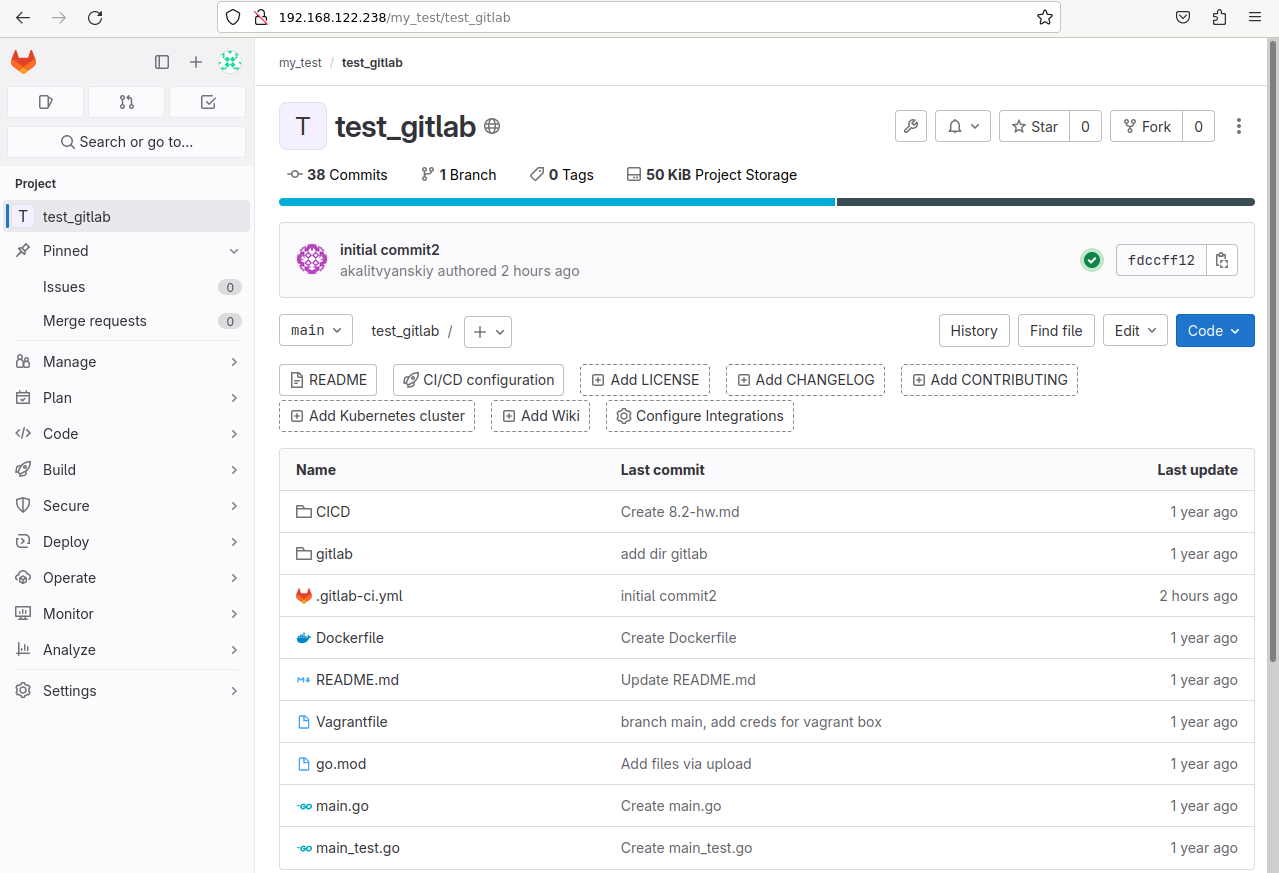 192.168.122.238/my_test/test_gitlab
my_test / test_gitlab
Search or go to...
Project
T test_gitlab
Pinned
Issues 0
Merge requests 0
Manage
Plan
Code
Build
Secure
Deploy
Operate
Monitor
Analyze
Settings
T test_gitlab
Star 0 Fork 0
38 Commits 1 Branch 0 Tags 50 KiB Project Storage
initial commit2
akalitvyanskiy authored 2 hours ago
fdccff12
main test_gitlab / + History Find file Edit Code
README CI/CD configuration Add LICENSE Add CHANGELOG Add CONTRIBUTING
Add Kubernetes cluster Add Wiki Configure Integrations
Name Last commit Last update
CICD Create 8.2-hw.md 1 year ago
gitlab add dir gitlab 1 year ago
.gitlab-ci.yml initial commit2 2 hours ago
Dockerfile Create Dockerfile 1 year ago
README.md Update README.md 1 year ago
Vagrantfile branch main, add creds for vagrant box 1 year ago
go.mod Add files via upload 1 year ago
main.go Create main.go 1 year ago
main_test.go Create main_test.go 1 year ago